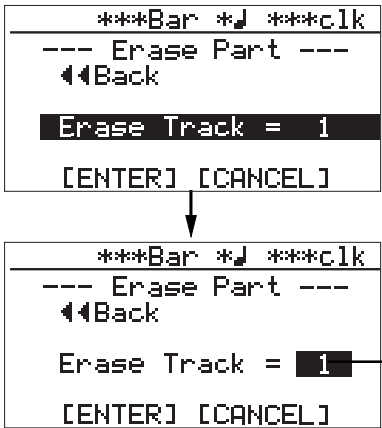 ***Bar *♩ ***clk
--- Erase Part ---
◀◀Back
Erase Track = 1
[ENTER] [CANCEL]
***Bar *♩ ***clk
--- Erase Part ---
◀◀Back
Erase Track = 1
[ENTER] [CANCEL]